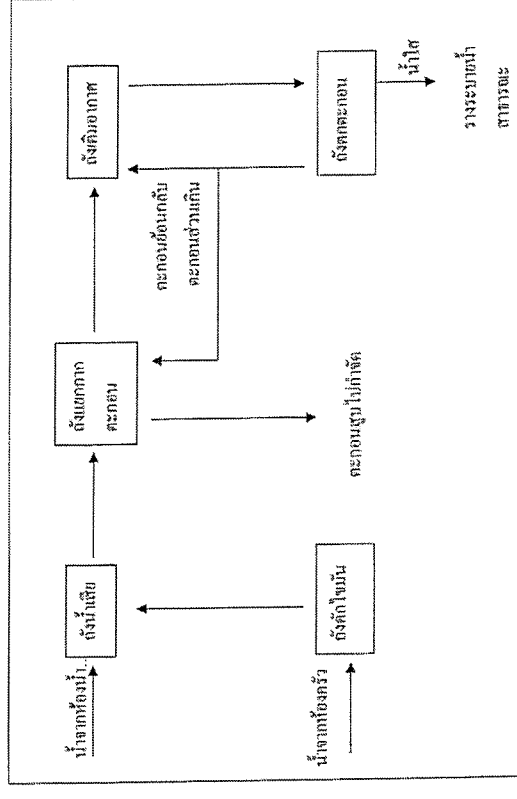 น้ำจากห้องน้ำ..
ถังน้ำเสีย
ถังแยกกาก
ตะกอน
ถังเติมอากาศ
ตะกอนย้อนกลับ
ตะกอนส่วนเกิน
น้ำจากห้องครัว
ถังดักไขมัน
ตะกอนสูบไปกำจัด
ถังตกตะกอน
น้ำใส
รางระบายน้ำ
สาธารณะ